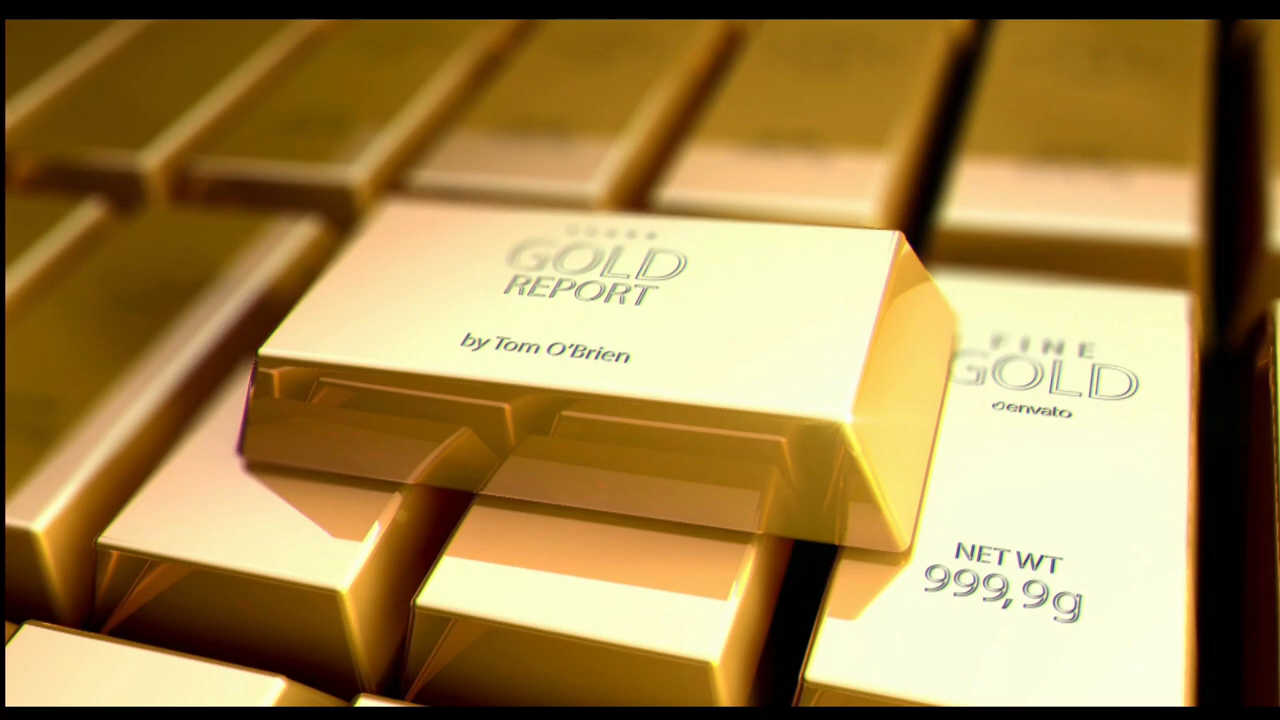 GOLD
REPORT
by Tom O'Brien
FINE
GOLD
envato
NET WT
999,9g